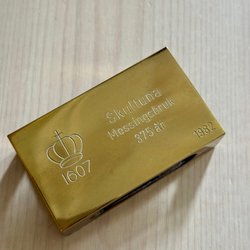 Skultuna
Messingsbruk
375 år
1982
1607